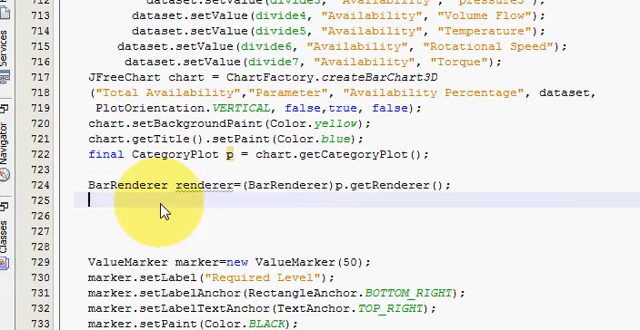 Services
Navigator
Classes
712 dataset.setValue(divide3, "Availability", "pressure3");
713 dataset.setValue(divide4, "Availability", "Volume Flow");
714 dataset.setValue(divide5, "Availability", "Temperature");
715 dataset.setValue(divide6, "Availability", "Rotational Speed");
716 dataset.setValue(divide7, "Availability", "Torque");
717 JFreeChart chart = ChartFactory.createBarChart3D
718 ("Total Availability","Parameter", "Availability Percentage", dataset,
719 PlotOrientation.VERTICAL, false,true, false);
720 chart.setBackgroundPaint(Color.yellow);
721 chart.getTitle().setPaint(Color.blue);
722 final CategoryPlot p = chart.getCategoryPlot();
723
724 BarRenderer renderer=(BarRenderer)p.getRenderer();
725
726
727
728
729 ValueMarker marker=new ValueMarker(50);
730 marker.setLabel("Required Level");
731 marker.setLabelAnchor(RectangleAnchor.BOTTOM_RIGHT);
732 marker.setLabelTextAnchor(TextAnchor.TOP_RIGHT);
733 marker.setPaint(Color.BLACK);